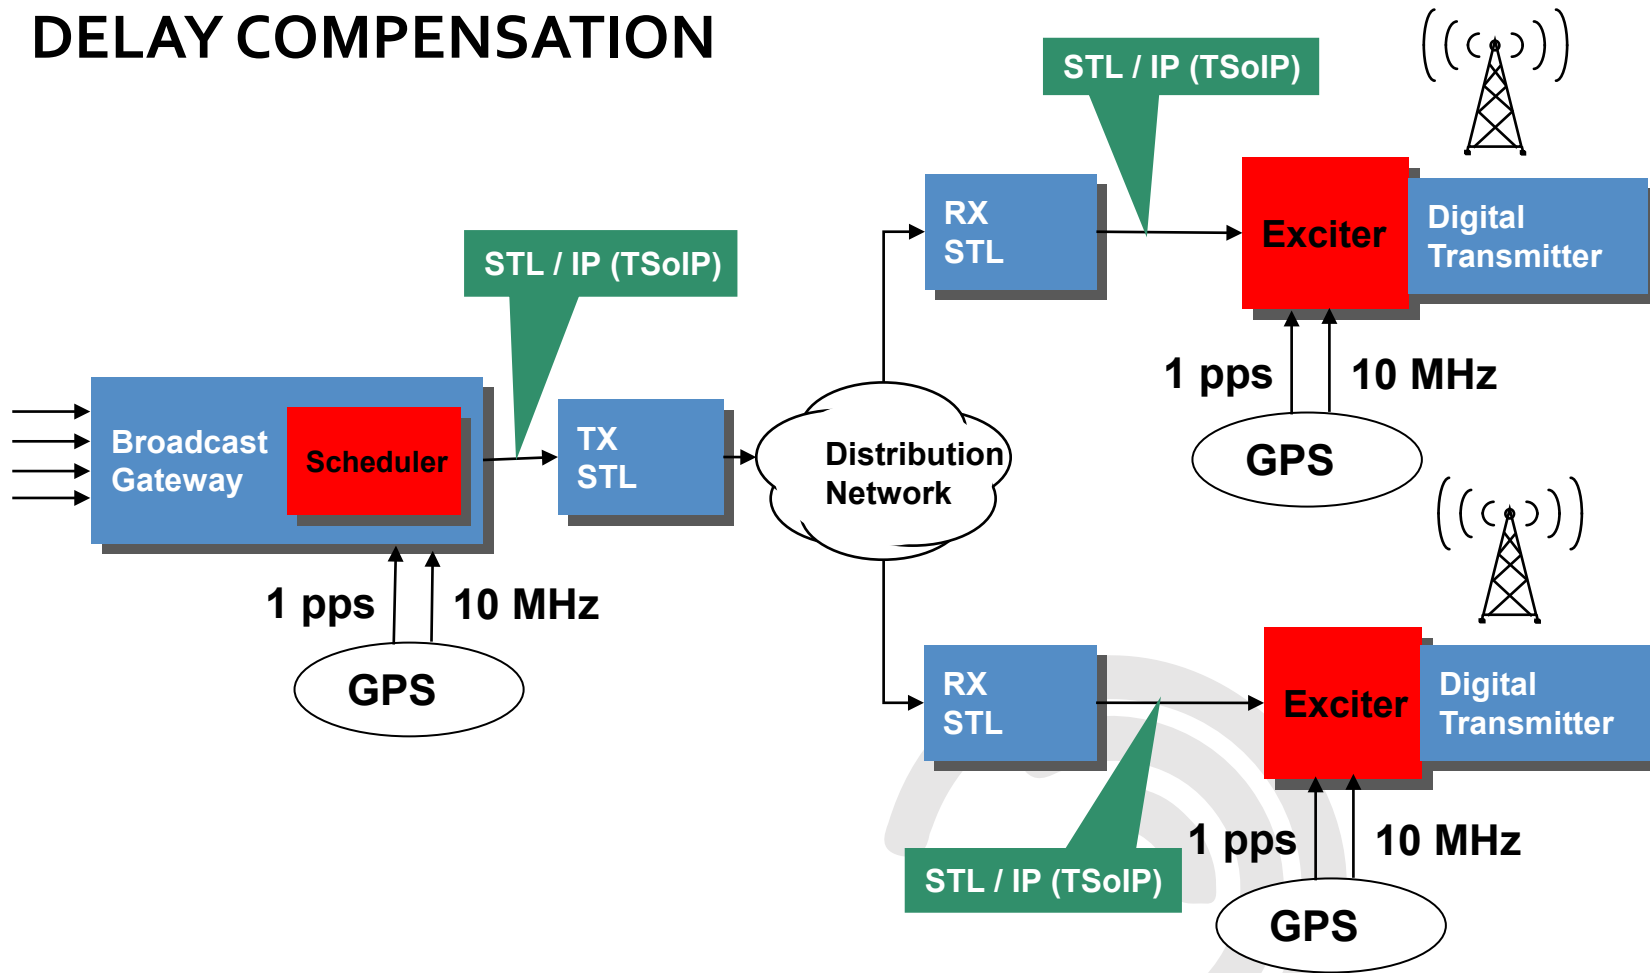 DELAY COMPENSATION
STL / IP (TSoIP)
RX
STL
Exciter
Digital
Transmitter
STL / IP (TSoIP)
1 pps
10 MHz
GPS
Broadcast
Gateway
Scheduler
TX
STL
Distribution
Network
1 pps
10 MHz
GPS
RX
STL
Exciter
Digital
Transmitter
1 pps
10 MHz
STL / IP (TSoIP)
GPS